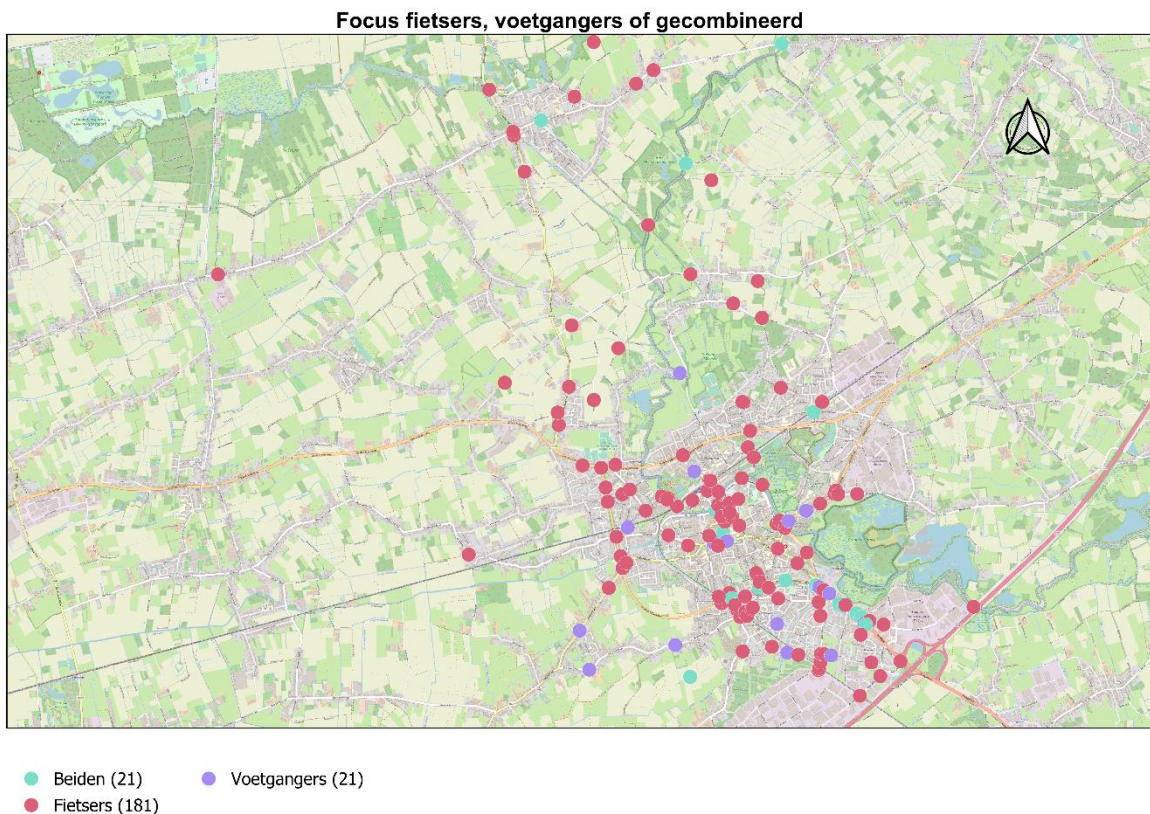 Focus fietsers, voetgangers of gecombineerd
Beiden (21)
Voetgangers (21)
Fietsers (181)